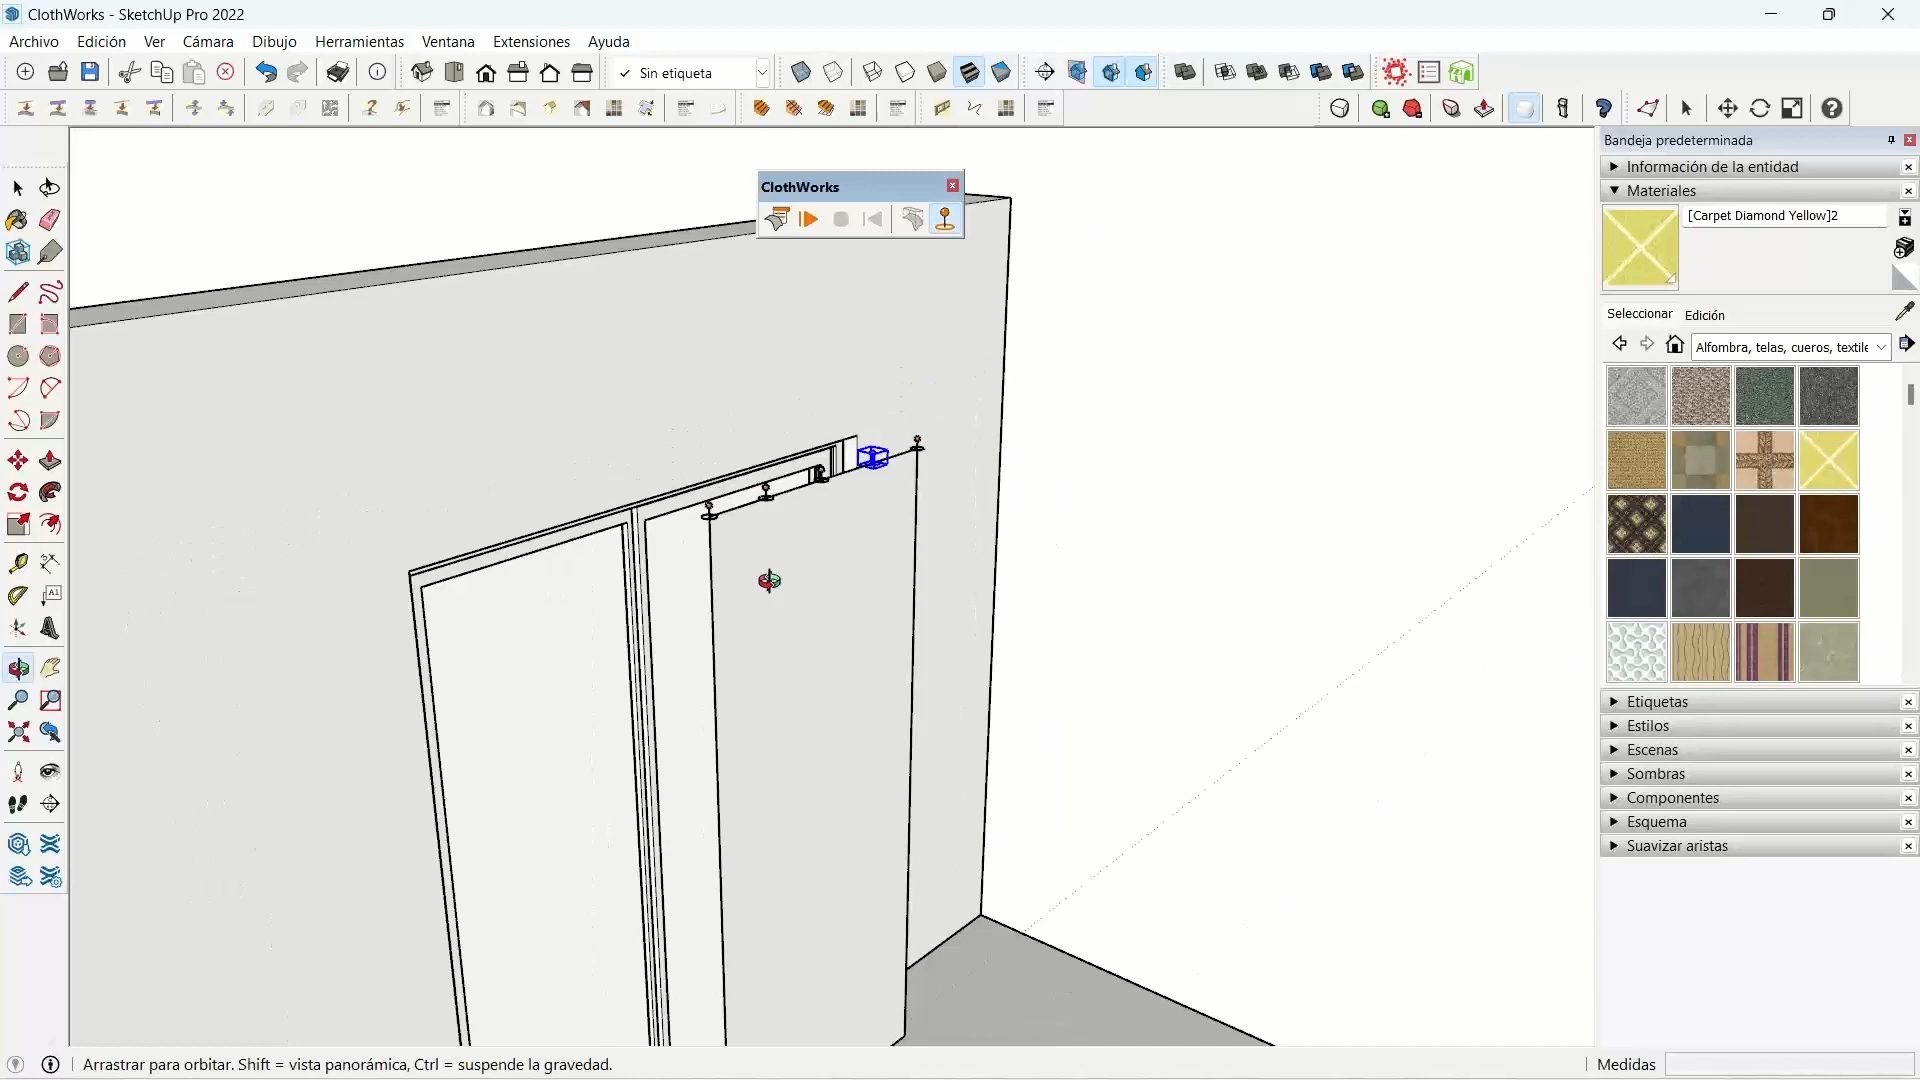 ClothWorks - SketchUp Pro 2022
Archivo Edición Ver Cámara Dibujo Herramientas Ventana Extensiones Ayuda
✓ Sin etiqueta
Bandeja predeterminada
Información de la entidad
Materiales
ClothWorks
[Carpet Diamond Yellow]2
Seleccionar Edición
Alfombra, telas, cueros, textile
A1
Etiquetas
Estilos
Escenas
Sombras
Componentes
Esquema
Suavizar aristas
Arrastrar para orbitar. Shift = vista panorámica, Ctrl = suspende la gravedad.
Medidas